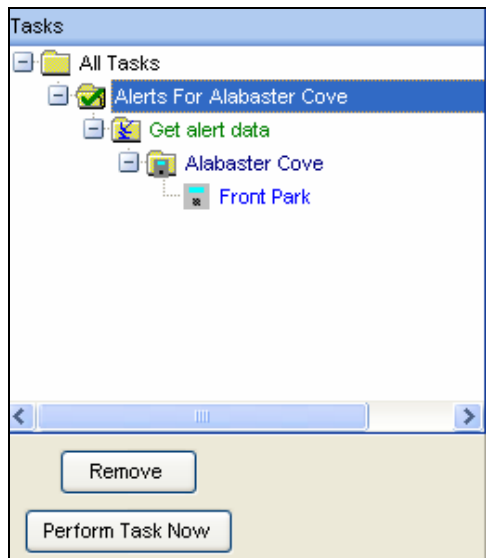 Tasks
All Tasks
Alerts For Alabaster Cove
Get alert data
Alabaster Cove
Front Park
Remove
Perform Task Now